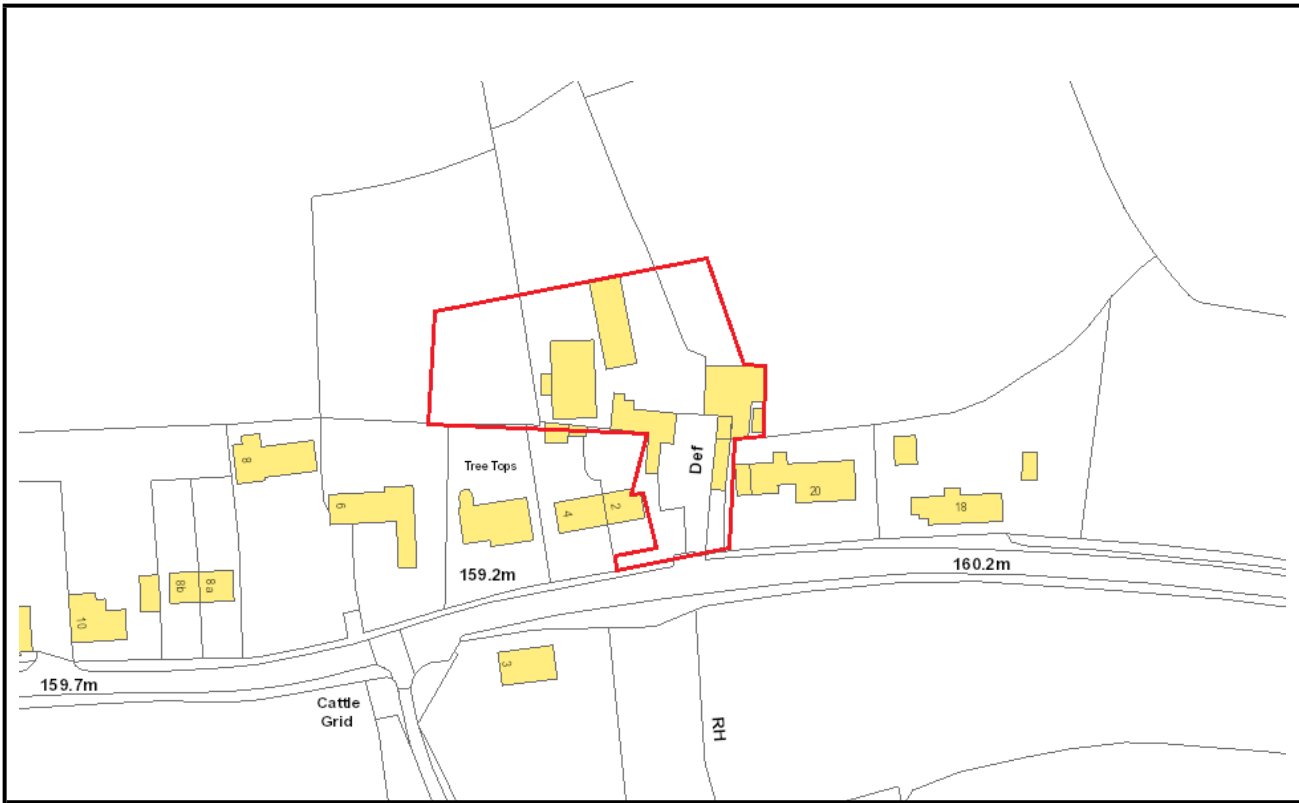 Def
Tree Tops
8
6
4
2
20
18
159.2m
160.2m
8b
8a
10
3
159.7m
Cattle
Grid
RH